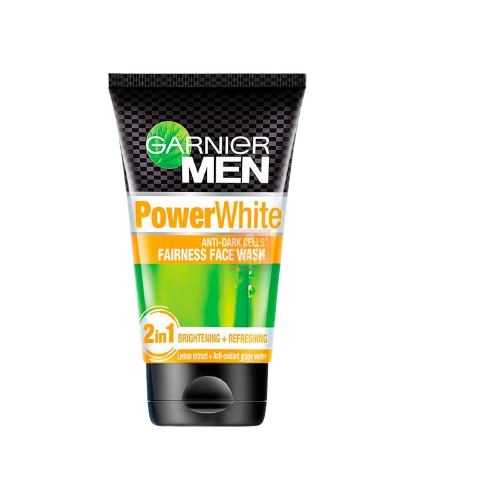 GARNIER
MEN
PowerWhite
ANTI-DARK CELLS*
FAIRNESS FACE WASH
2in1
BRIGHTENING + REFRESHING
Lemon extract + Anti-oxidant grape water